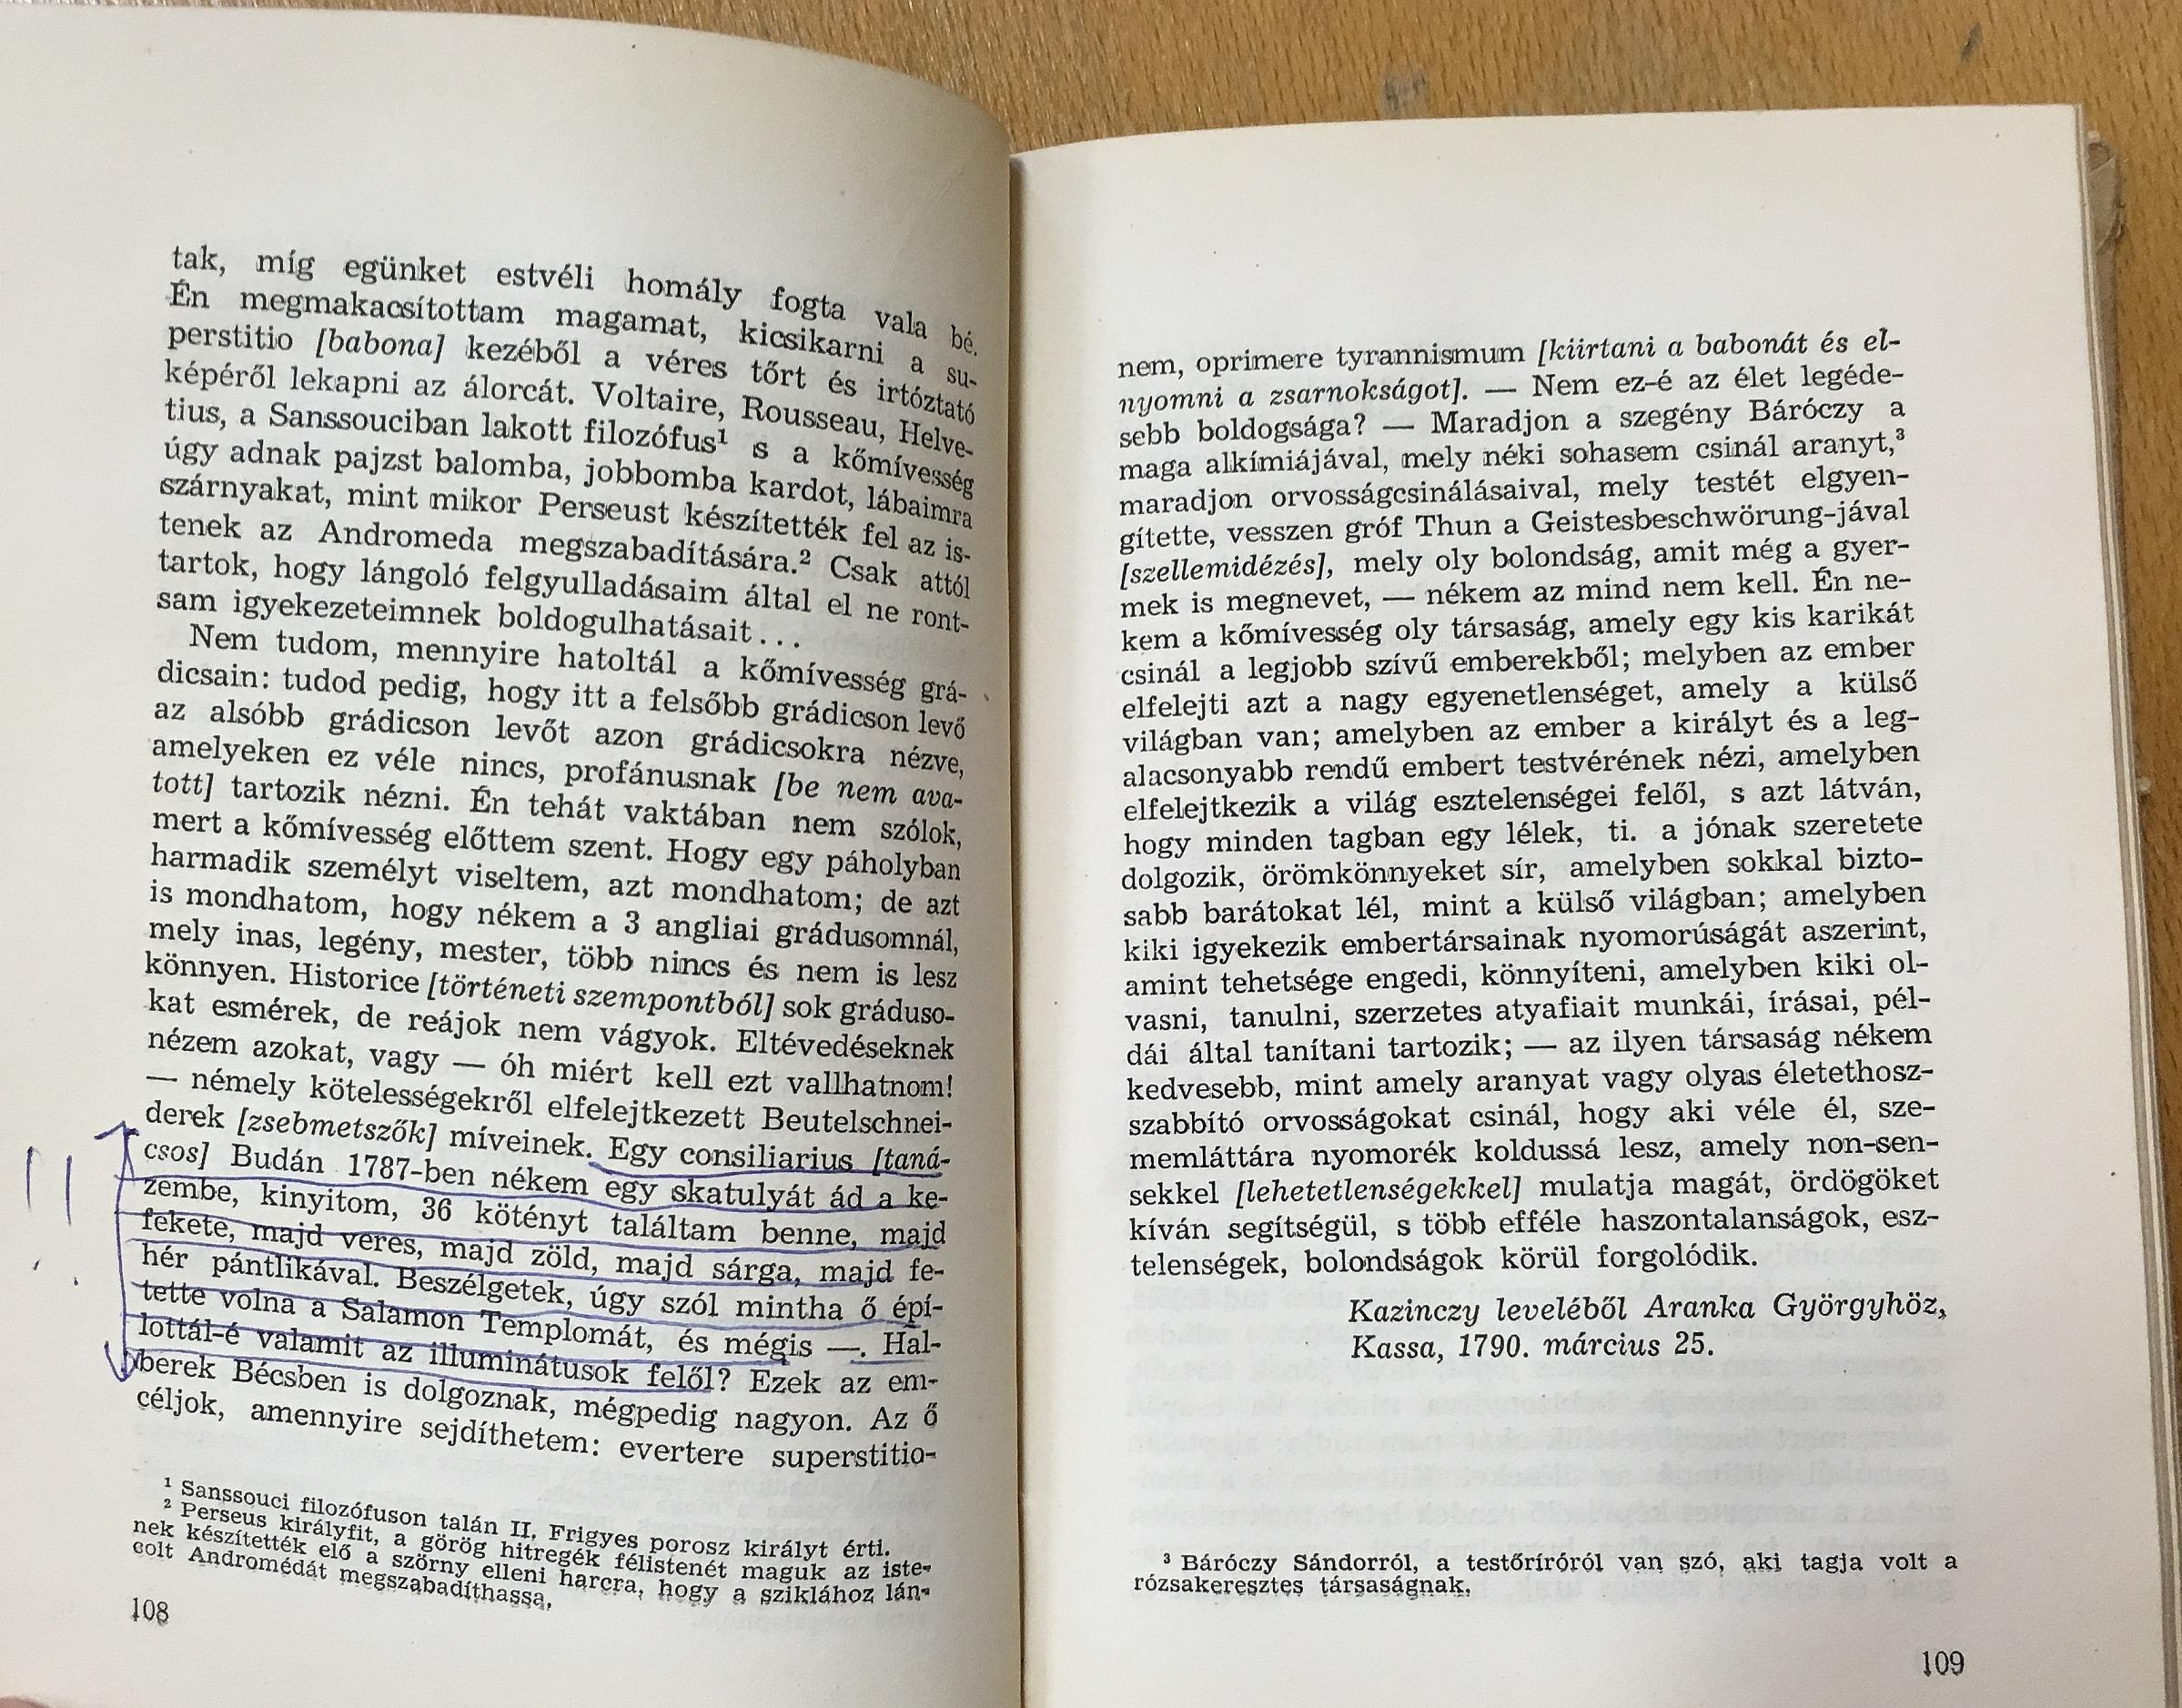 tak, míg egünket estvéli homály fogta vala bé.
Én megmakacsítottam magamat, kicsikarni a su-
perstitio [babona] kezéből a véres tőrt és irtóztató
képéről lekapni az álorcát. Voltaire, Rousseau, Helve-
tius, a Sanssouciban lakott filozófus¹ s a kőmívesség
úgy adnak pajzst balomba, jobbomba kardot, lábaimra
szárnyakat, mint mikor Perseust készítették fel az is-
tenek az Andromeda megszabadítására.² Csak attól
tartok, hogy lángoló felgyulladásaim által el ne ront-
sam igyekezeteimnek boldogulhatásait...
Nem tudom, mennyire hatoltál a kőmívesség grá-
dicsain: tudod pedig, hogy itt a felsőbb grádicson levő
az alsóbb grádicson levőt azon grádicsokra nézve,
amelyeken ez véle nincs, profánusnak [be nem ava-
tott] tartozik nézni. Én tehát vaktában nem szólok,
mert a kőmívesség előttem szent. Hogy egy páholyban
harmadik személyt viseltem, azt mondhatom; de azt
is mondhatom, hogy nékem a 3 angliai grádusomnál,
mely inas, legény, mester, több nincs és nem is lesz
könnyen. Historice [történeti szempontból] sok gráduso-
kat esmérek, de reájok nem vágyok. Eltévedéseknek
nézem azokat, vagy — óh miért kell ezt vallhatnom!
— némely kötelességekről elfelejtkezett Beutelschnei-
derek [zsebmetszők] míveinek. Egy consiliarius [taná-
csos] Budán 1787-ben nékem egy skatulyát ád a ke-
zembe, kinyitom, 36 kötényt találtam benne, majd
fekete, majd veres, majd zöld, majd sárga, majd fe-
hér pántlikával. Beszélgetek, úgy szól mintha ő épí-
tette volna a Salamon Templomát, és mégis —. Hal-
lottál-é valamit az illuminátusok felől? Ezek az em-
berek Bécsben is dolgoznak, mégpedig nagyon. Az ő
céljok, amennyire sejdíthetem: evertere superstitio-
¹ Sanssouci filozófuson talán II. Frigyes porosz királyt érti.
² Perseus királyfit, a görög hitregék félistenét maguk az iste-
nek készítették elő a szörny elleni harcra, hogy a sziklához lán-
colt Andromédát megszabadíthassa.
108
nem, oprimere tyrannismum [kiirtani a babonát és el-
nyomni a zsarnokságot]. — Nem ez-é az élet legéde-
sebb boldogsága? — Maradjon a szegény Báróczy a
maga alkímiájával, mely néki sohasem csinál aranyt,³
maradjon orvosságcsinálásaival, mely testét elgyen-
gítette, vesszen gróf Thun a Geistesbeschwörung-jával
[szellemidézés], mely oly bolondság, amit még a gyer-
mek is megnevet, — nékem az mind nem kell. Én ne-
kem a kőmívesség oly társaság, amely egy kis karikát
csinál a legjobb szívű emberekből; melyben az ember
elfelejti azt a nagy egyenetlenséget, amely a külső
világban van; amelyben az ember a királyt és a leg-
alacsonyabb rendű embert testvérének nézi, amelyben
elfelejtkezik a világ esztelenségei felől, s azt látván,
hogy minden tagban egy lélek, ti. a jónak szeretete
dolgozik, örömkönnyeket sír, amelyben sokkal bizto-
sabb barátokat lél, mint a külső világban; amelyben
kiki igyekezik embertársainak nyomorúságát aszerint,
amint tehetsége engedi, könnyíteni, amelyben kiki ol-
vasni, tanulni, szerzetes atyafiait munkái, írásai, pél-
dái által tanítani tartozik; — az ilyen társaság nékem
kedvesebb, mint amely aranyat vagy olyas élethosz-
szabbító orvosságokat csinál, hogy aki véle él, sze-
memláttára nyomorék koldussá lesz, amely non-sen-
sekkel [lehetetlenségekkel] mulatja magát, ördögöket
kíván segítségül, s több efféle haszontalanságok, esz-
telenségek, bolondságok körül forgolódik.
Kazinczy leveléből Aranka Györgyhöz,
Kassa, 1790. március 25.
³ Báróczy Sándorról, a testőríróról van szó, aki tagja volt a
rózsakeresztes társaságnak.
109